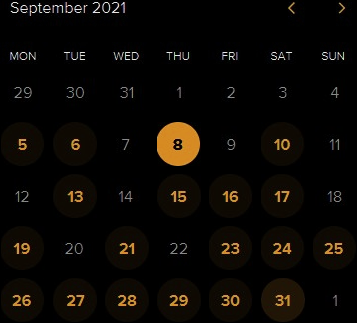 September 2021
MON TUE WED THU FRI SAT SUN
29 30 31 1 2 3 4
5 6 7 8 9 10 11
12 13 14 15 16 17 18
19 20 21 22 23 24 25
26 27 28 29 30 31 1